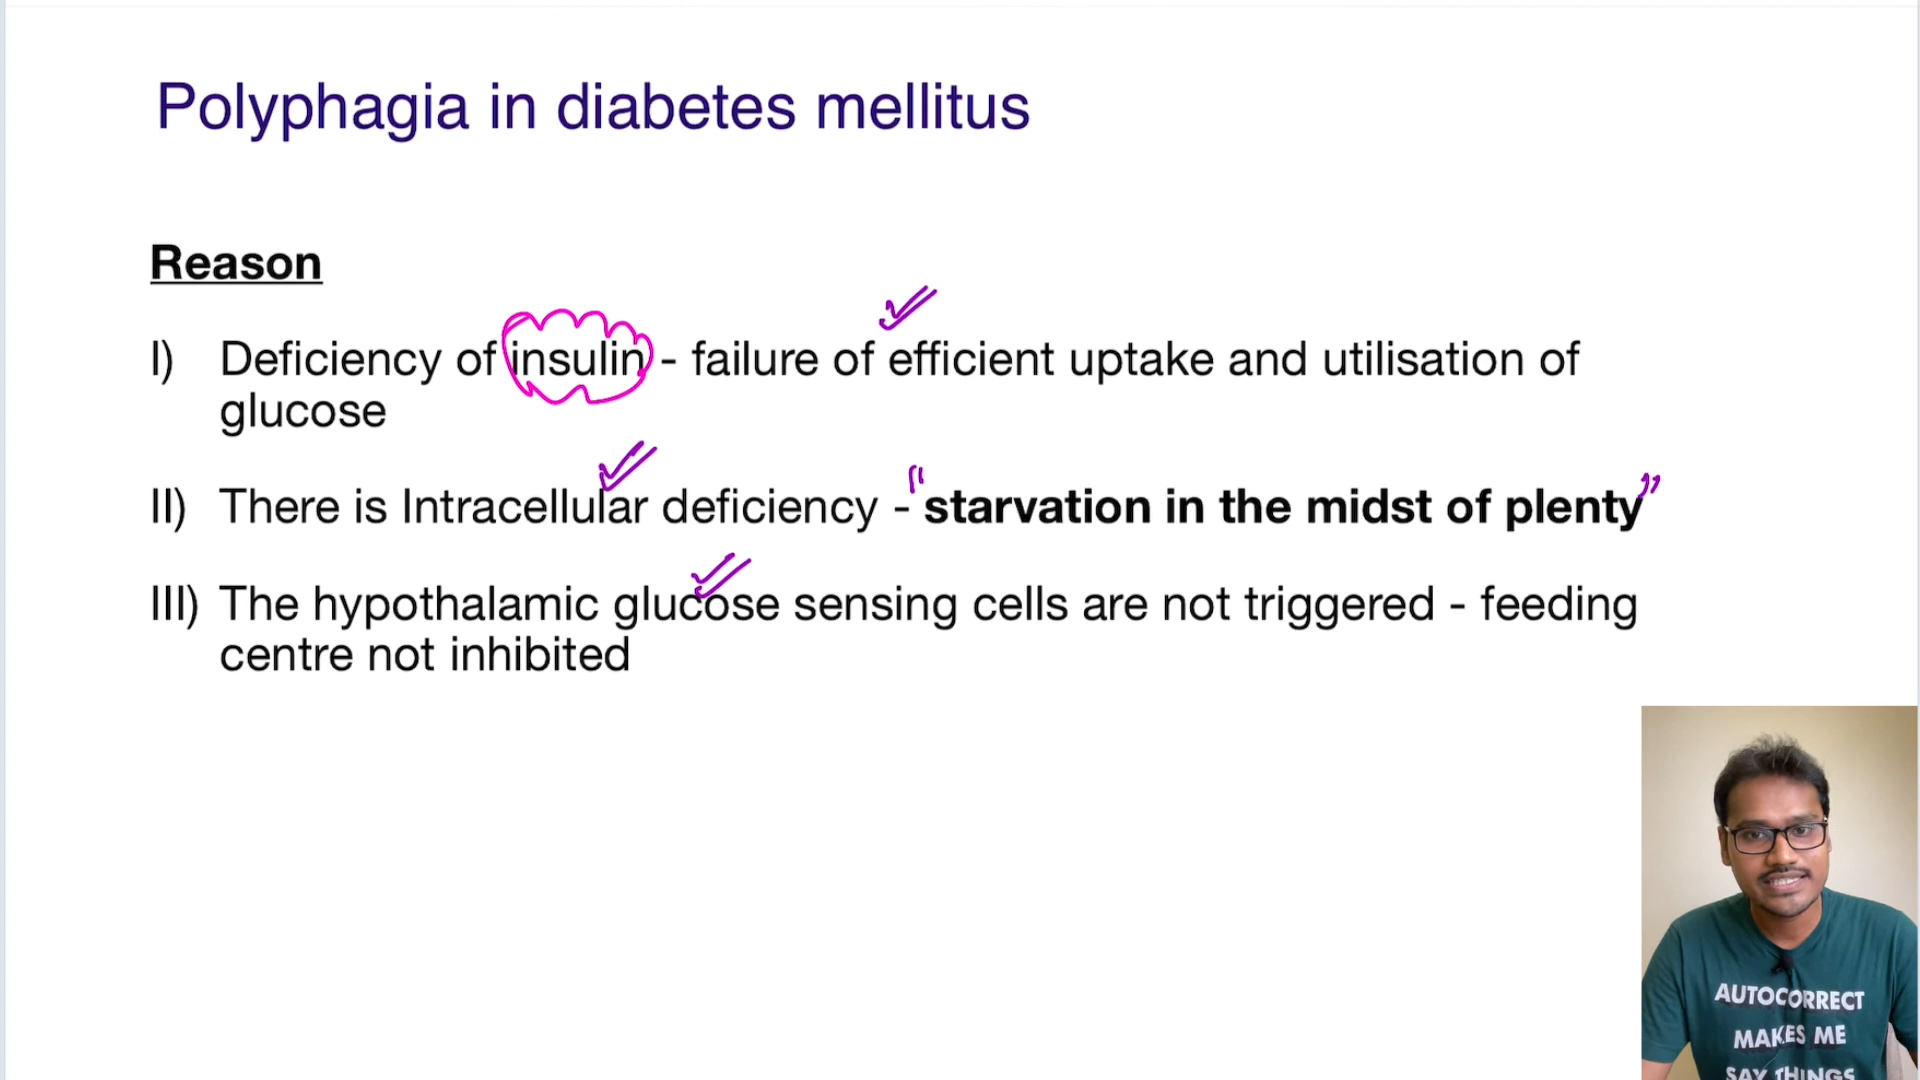 Polyphagia in diabetes mellitus
Reason
I) Deficiency of insulin - failure of efficient uptake and utilisation of
glucose
II) There is Intracellular deficiency - "starvation in the midst of plenty"
III) The hypothalamic glucose sensing cells are not triggered - feeding
centre not inhibited
AUTOCORRECT
MAKES ME
SAY THINGS